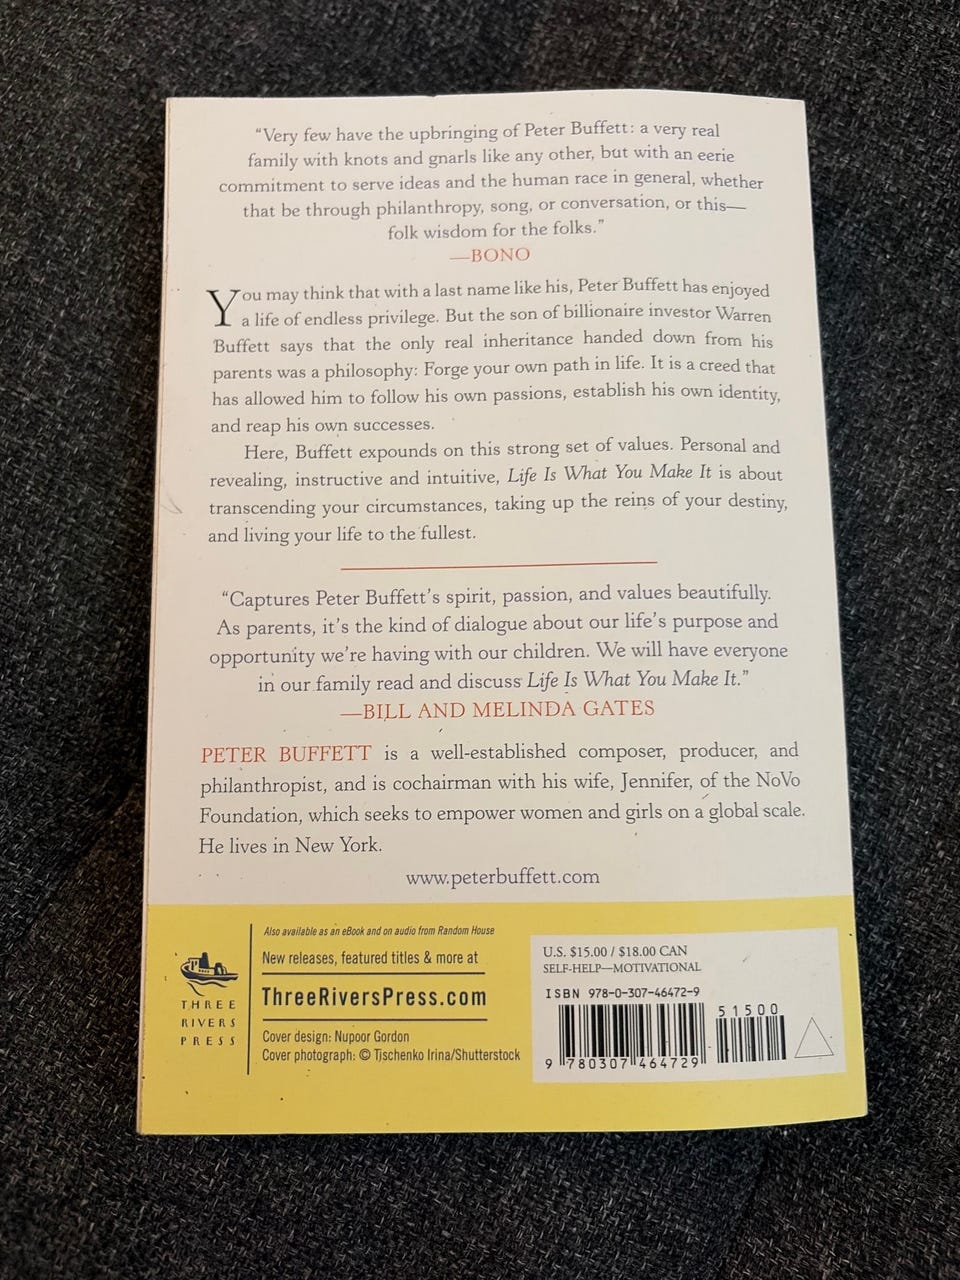 “Very few have the upbringing of Peter Buffett: a very real
family with knots and gnarls like any other, but with an eerie
commitment to serve ideas and the human race in general, whether
that be through philanthropy, song, or conversation, or this—
folk wisdom for the folks.”
—BONO
You may think that with a last name like his, Peter Buffett has enjoyed
a life of endless privilege. But the son of billionaire investor Warren
Buffett says that the only real inheritance handed down from his
parents was a philosophy: Forge your own path in life. It is a creed that
has allowed him to follow his own passions, establish his own identity,
and reap his own successes.
Here, Buffett expounds on this strong set of values. Personal and
revealing, instructive and intuitive, Life Is What You Make It is about
transcending your circumstances, taking up the reins of your destiny,
and living your life to the fullest.
“Captures Peter Buffett’s spirit, passion, and values beautifully.
As parents, it’s the kind of dialogue about our life’s purpose and
opportunity we’re having with our children. We will have everyone
in our family read and discuss Life Is What You Make It.”
—BILL AND MELINDA GATES
PETER BUFFETT is a well-established composer, producer, and
philanthropist, and is cochairman with his wife, Jennifer, of the NoVo
Foundation, which seeks to empower women and girls on a global scale.
He lives in New York.
www.peterbuffett.com
THREE
RIVERS
PRESS
Also available as an eBook and on audio from Random House
New releases, featured titles & more at
ThreeRiversPress.com
Cover design: Nupoor Gordon
Cover photograph: © Tischenko Irina/Shutterstock
U.S. $15.00 / $18.00 CAN
SELF-HELP—MOTIVATIONAL
ISBN 978-0-307-46472-9
51500
9 780307 464729